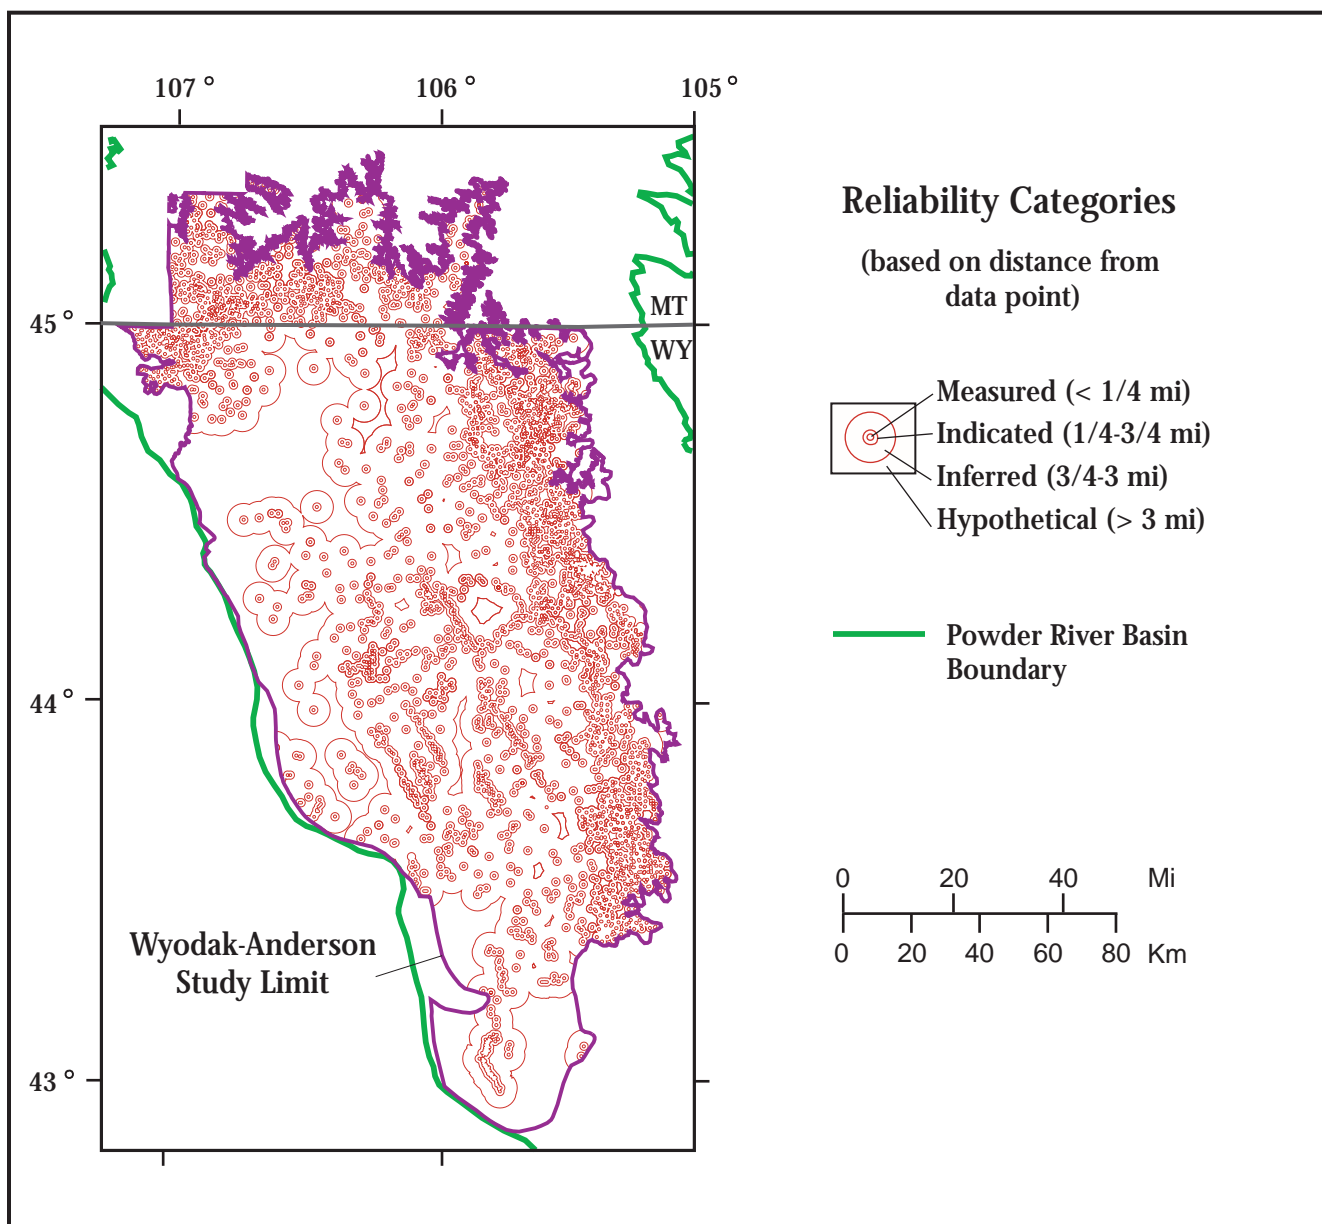 107 °
106 °
105 °
45 °
MT
WY
44 °
43 °
Wyodak-Anderson
Study Limit
Reliability Categories
(based on distance from
data point)
Measured (< 1/4 mi)
Indicated (1/4-3/4 mi)
Inferred (3/4-3 mi)
Hypothetical (> 3 mi)
Powder River Basin
Boundary
0 20 40 Mi
0 20 40 60 80 Km